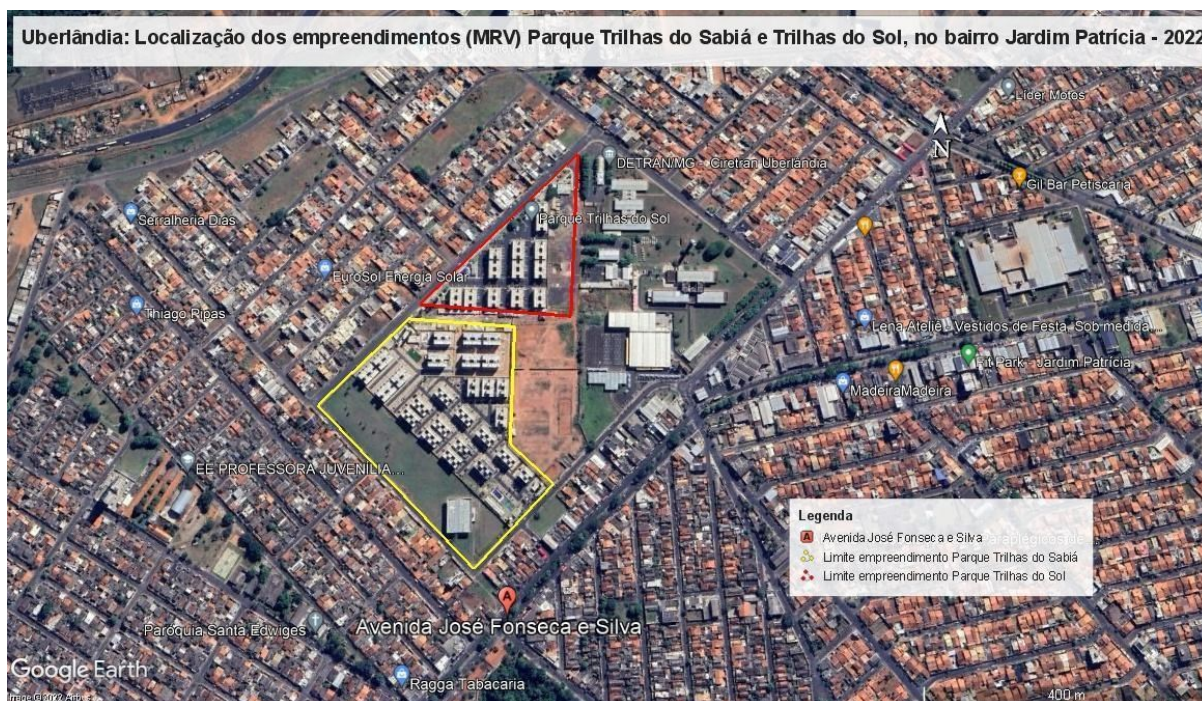 Uberlândia: Localização dos empreendimentos (MRV) Parque Trilhas do Sabiá e Trilhas do Sol, no bairro Jardim Patrícia - 2022
Líder Motos
N
DETRAN/MG - Ciretran Uberlândia
Gil Bar Petiscaria
Serralheria Dias
Parque Trilhas do Sol
EuroSol Energia Solar
Thiago Ripas
Lena Ateliê - Vestidos de Festa, Sob medida,...
Fit Park - Jardim Patrícia
MadeiraMadeira
EE PROFESSORA JUVENÍLIA...
Legenda
A Avenida José Fonseca e Silva
Limite empreendimento Parque Trilhas do Sabiá
Limite empreendimento Parque Trilhas do Sol
A
Avenida José Fonseca e Silva
Paróquia Santa Edwiges
Google Earth
Ragga Tabacaria
400 m